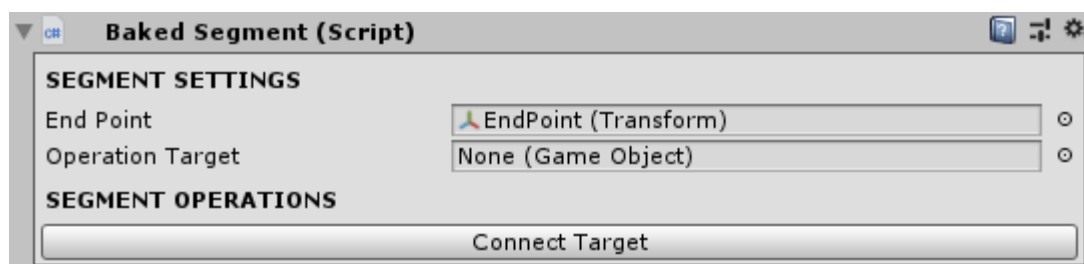 Baked Segment (Script)
SEGMENT SETTINGS
End Point EndPoint (Transform)
Operation Target None (Game Object)
SEGMENT OPERATIONS
Connect Target